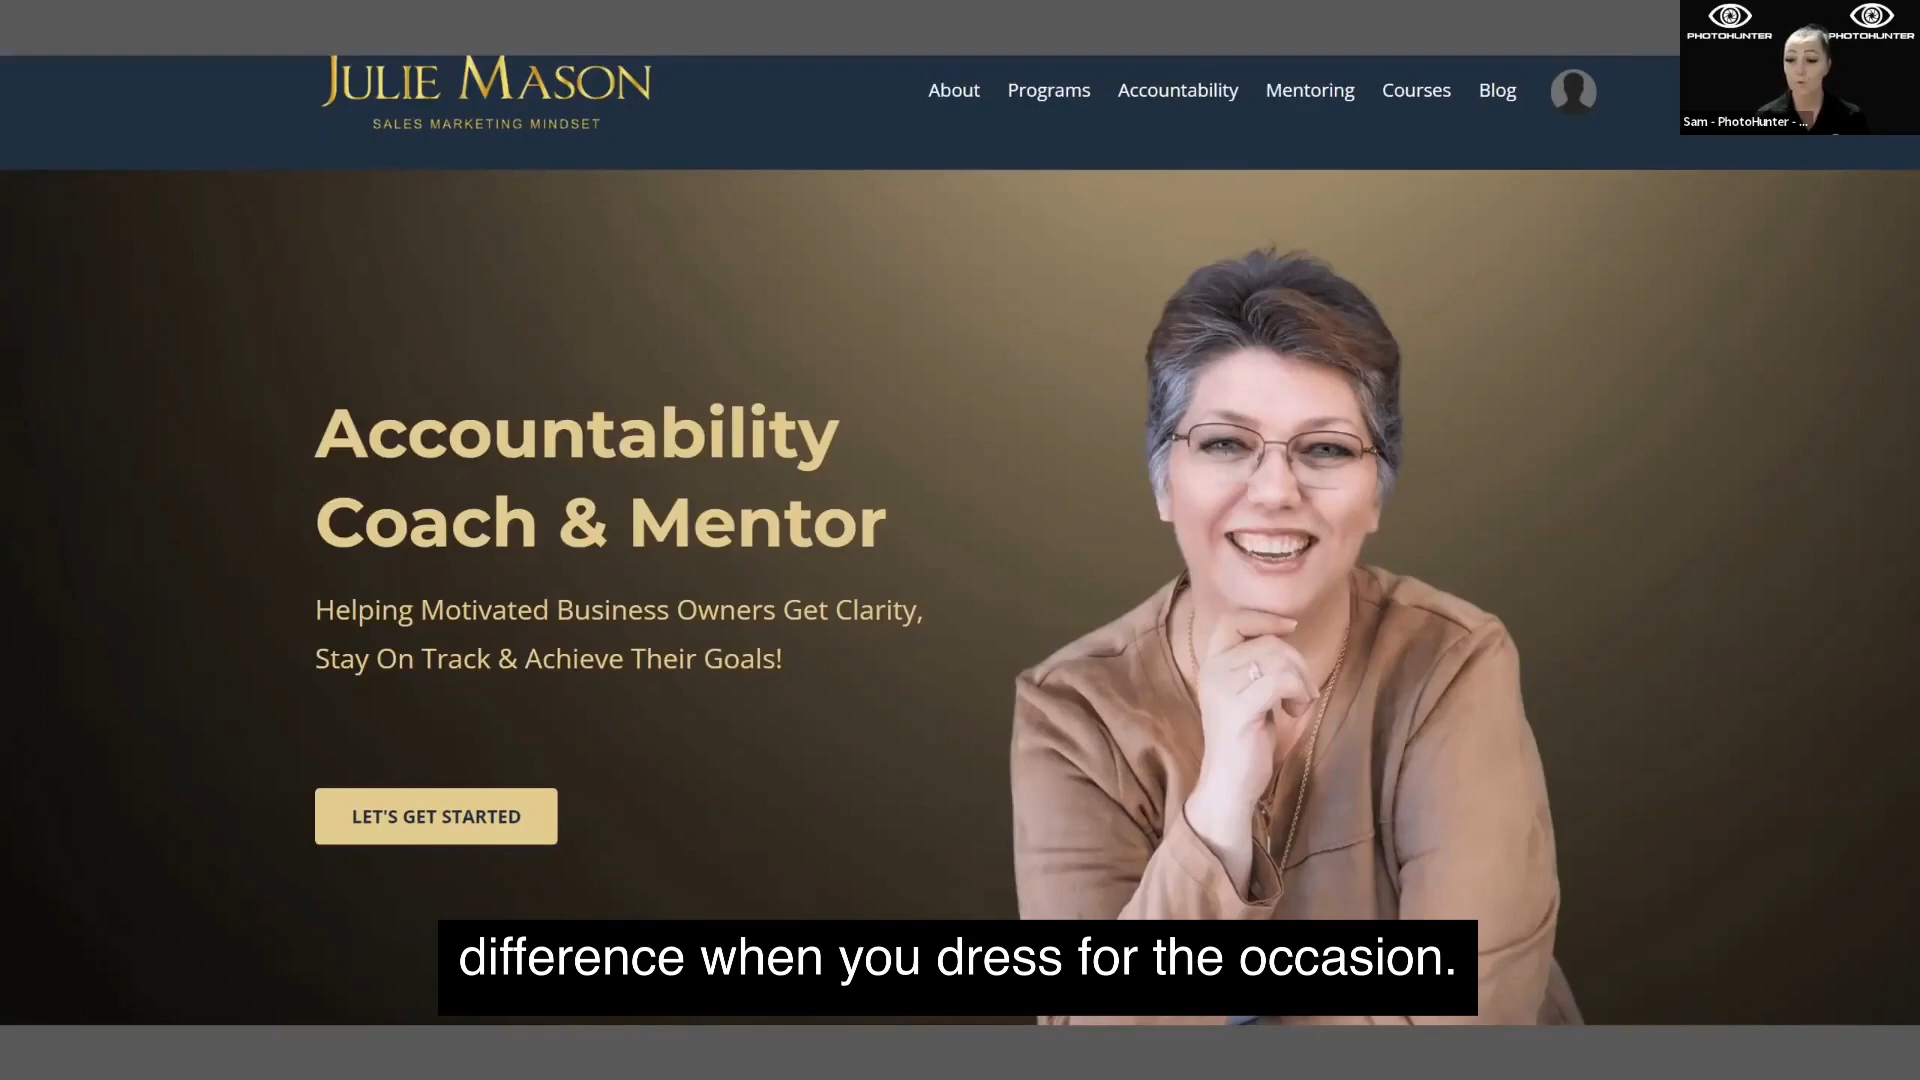 JULIE MASON
SALES MARKETING MINDSET
About Programs Accountability Mentoring Courses Blog
PHOTOHUNTER PHOTOHUNTER
Sam - PhotoHunter - ...
Accountability
Coach & Mentor
Helping Motivated Business Owners Get Clarity,
Stay On Track & Achieve Their Goals!
LET'S GET STARTED
difference when you dress for the occasion.